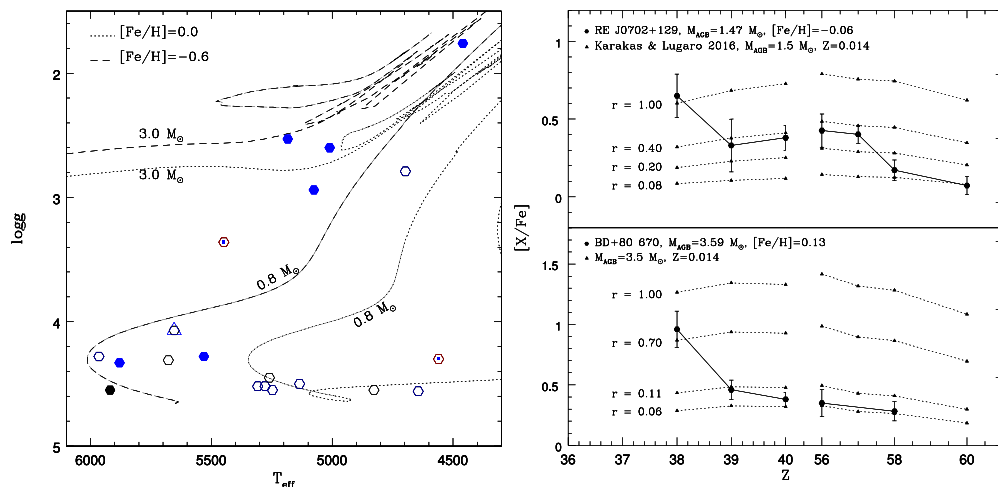 [Fe/H]=0.0
[Fe/H]=−0.6
3.0 M⊙
3.0 M⊙
0.8 M⊙
0.8 M⊙
2
3
4
5
logg
6000
5500
5000
4500
Teff
RE J0702+129, MAGB=1.47 M⊙, [Fe/H]=−0.06
Karakas & Lugaro 2016, MAGB=1.5 M⊙, Z=0.014
r = 1.00
r = 0.40
r = 0.20
r = 0.08
1
0.5
0
[X/Fe]
BD+80 670, MAGB=3.59 M⊙, [Fe/H]=0.13
MAGB=3.5 M⊙, Z=0.014
r = 1.00
r = 0.70
r = 0.11
r = 0.06
1.5
1
0.5
0
36
37
38
39
40
56
58
60
Z